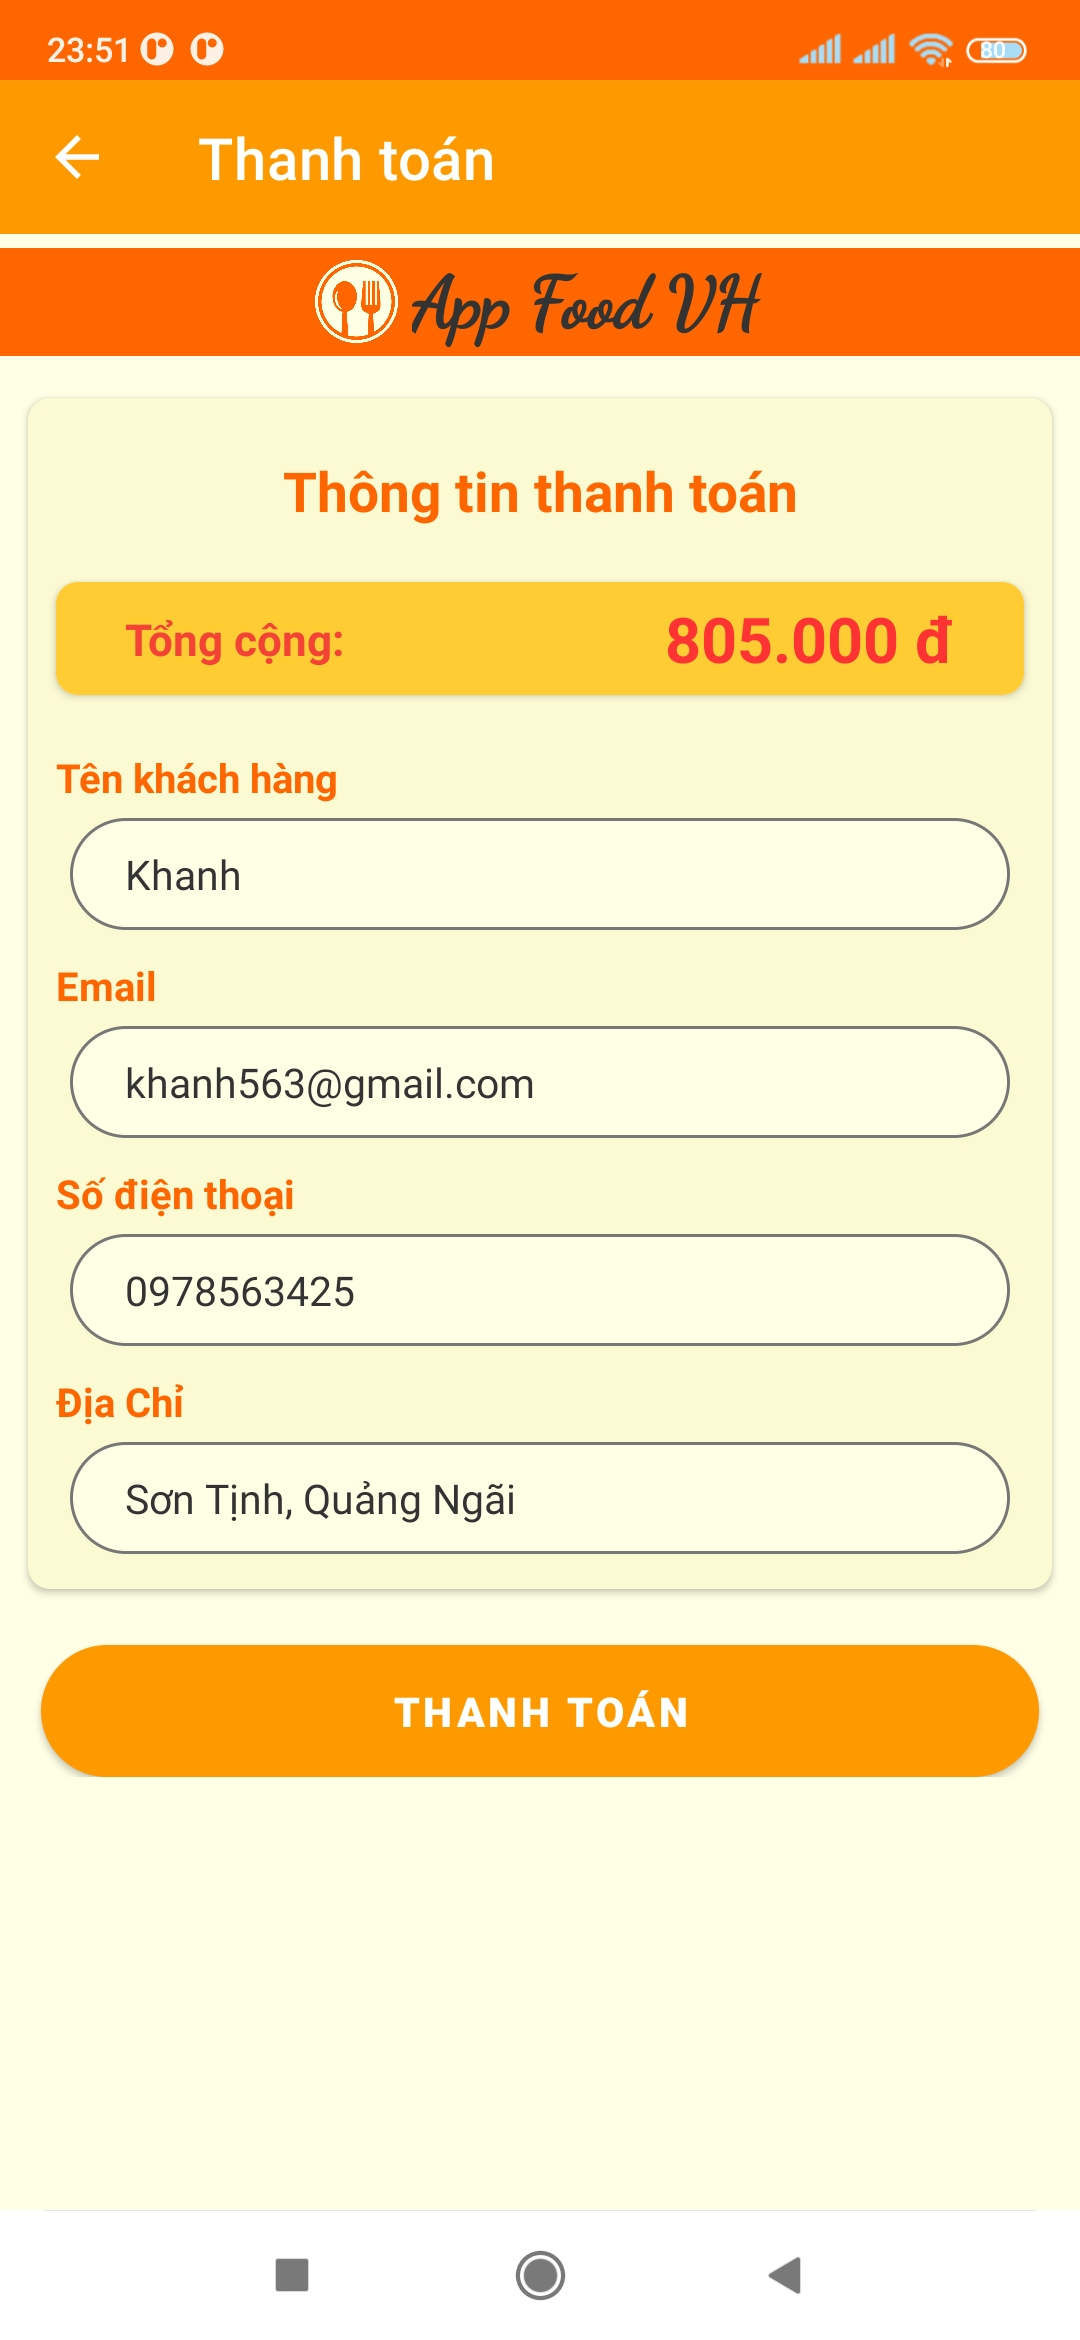 23:51
80
Thanh toán
App Food VH
Thông tin thanh toán
Tổng cộng: 805.000 đ
Tên khách hàng
Khanh
Email
khanh563@gmail.com
Số điện thoại
0978563425
Địa Chỉ
Sơn Tịnh, Quảng Ngãi
THANH TOÁN